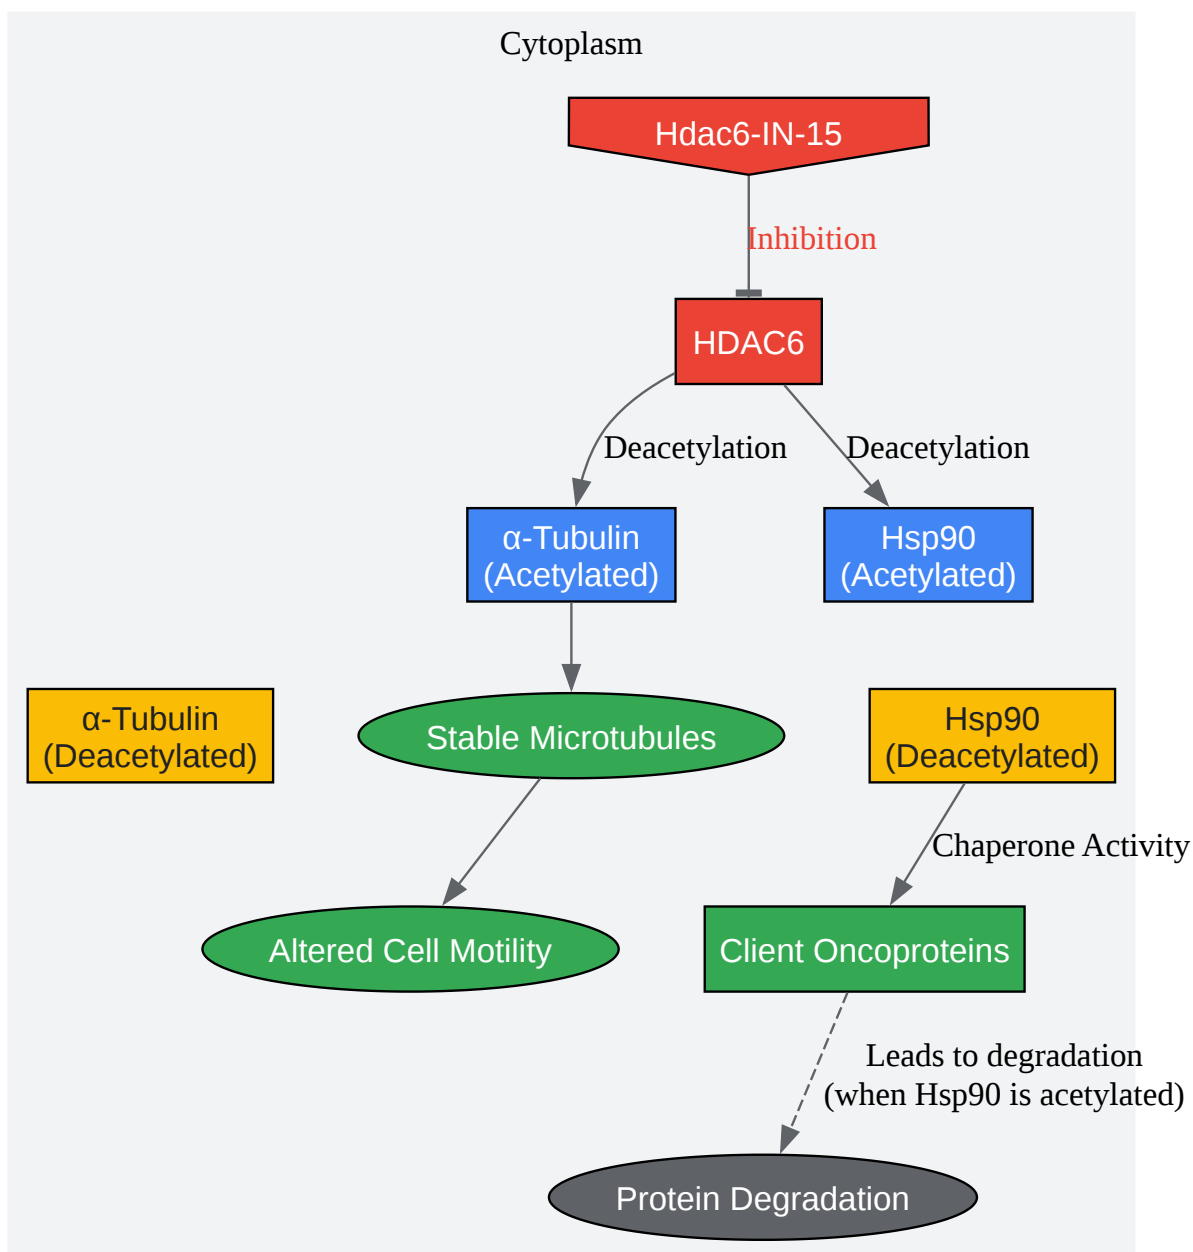 Cytoplasm
Hdac6-IN-15
Inhibition
HDAC6
Deacetylation
Deacetylation
α-Tubulin
(Acetylated)
Hsp90
(Acetylated)
α-Tubulin
(Deacetylated)
Stable Microtubules
Hsp90
(Deacetylated)
Chaperone Activity
Altered Cell Motility
Client Oncoproteins
Leads to degradation
(when Hsp90 is acetylated)
Protein Degradation